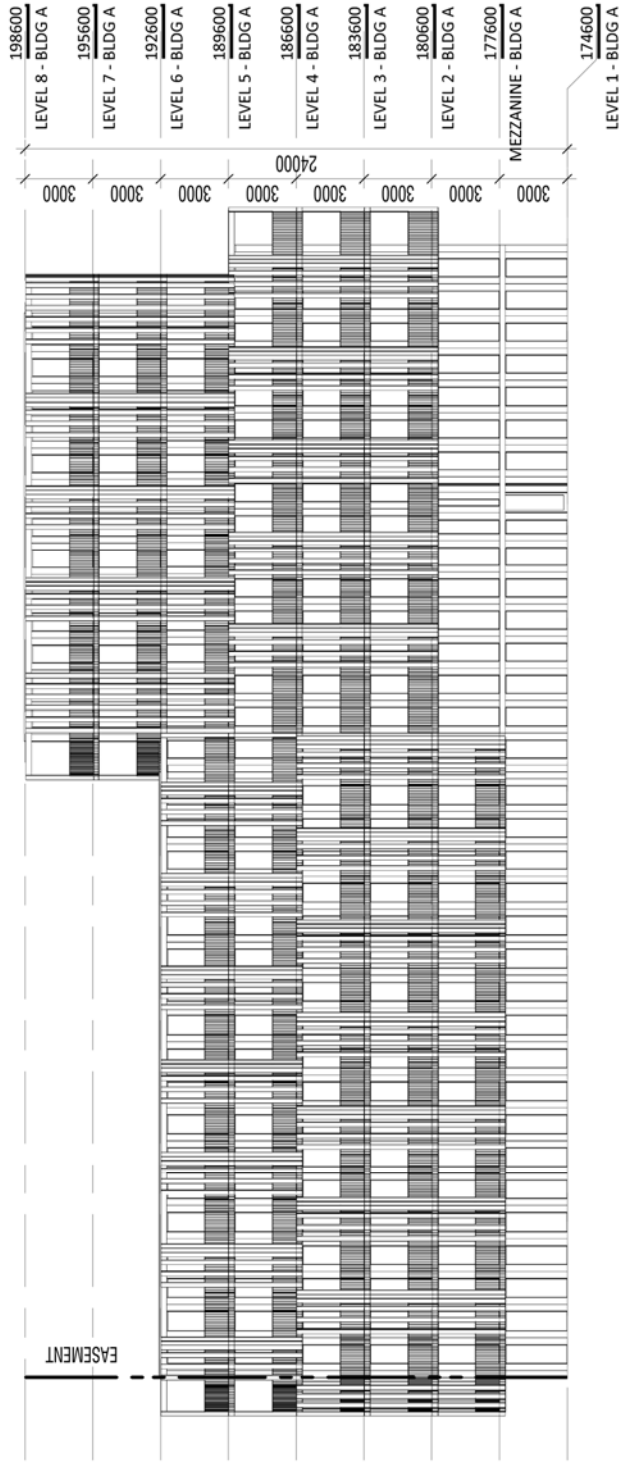 198600
LEVEL 8 - BLDG A
195600
LEVEL 7 - BLDG A
192600
LEVEL 6 - BLDG A
189600
LEVEL 5 - BLDG A
186600
LEVEL 4 - BLDG A
183600
LEVEL 3 - BLDG A
180600
LEVEL 2 - BLDG A
177600
MEZZANINE - BLDG A
174600
LEVEL 1 - BLDG A
24000
3000
3000
3000
3000
3000
3000
3000
3000
EASEMENT